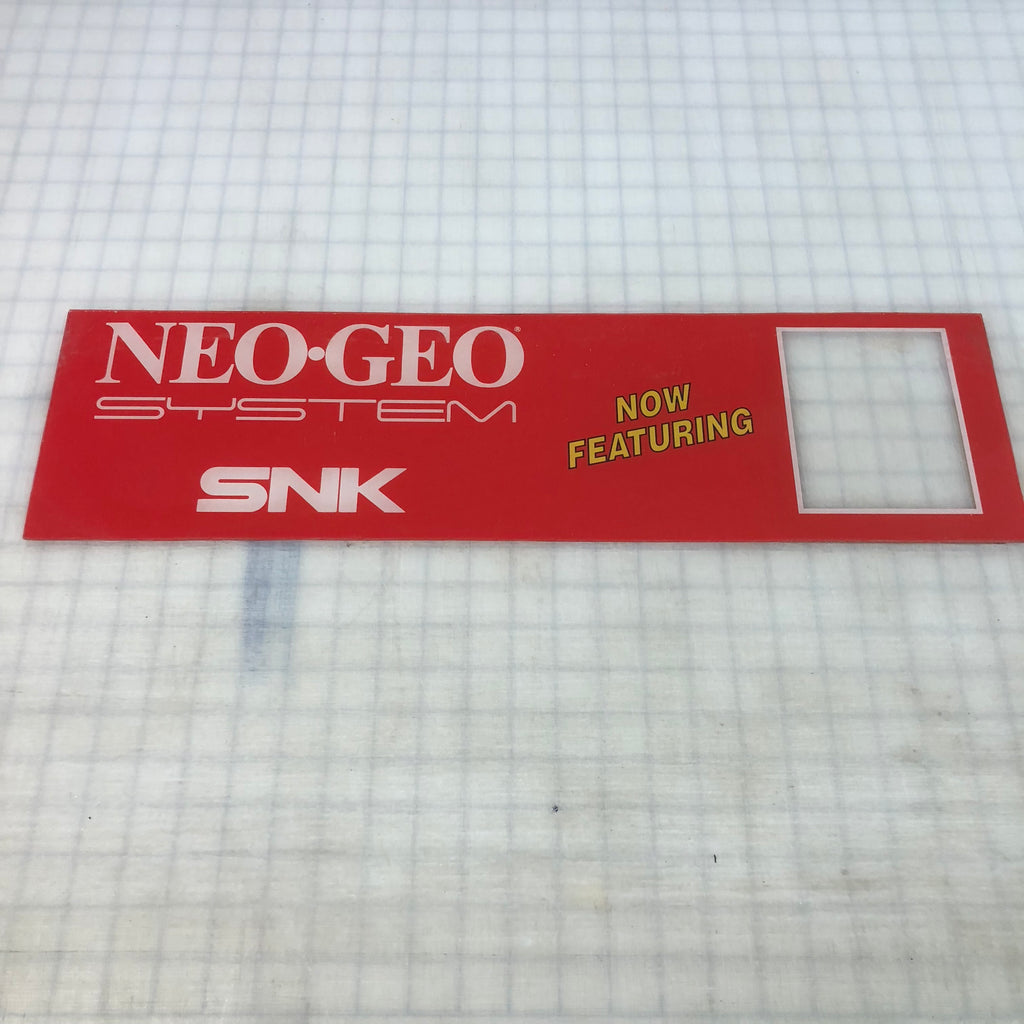 NEO•GEO®
SYSTEM
SNK
NOW
FEATURING